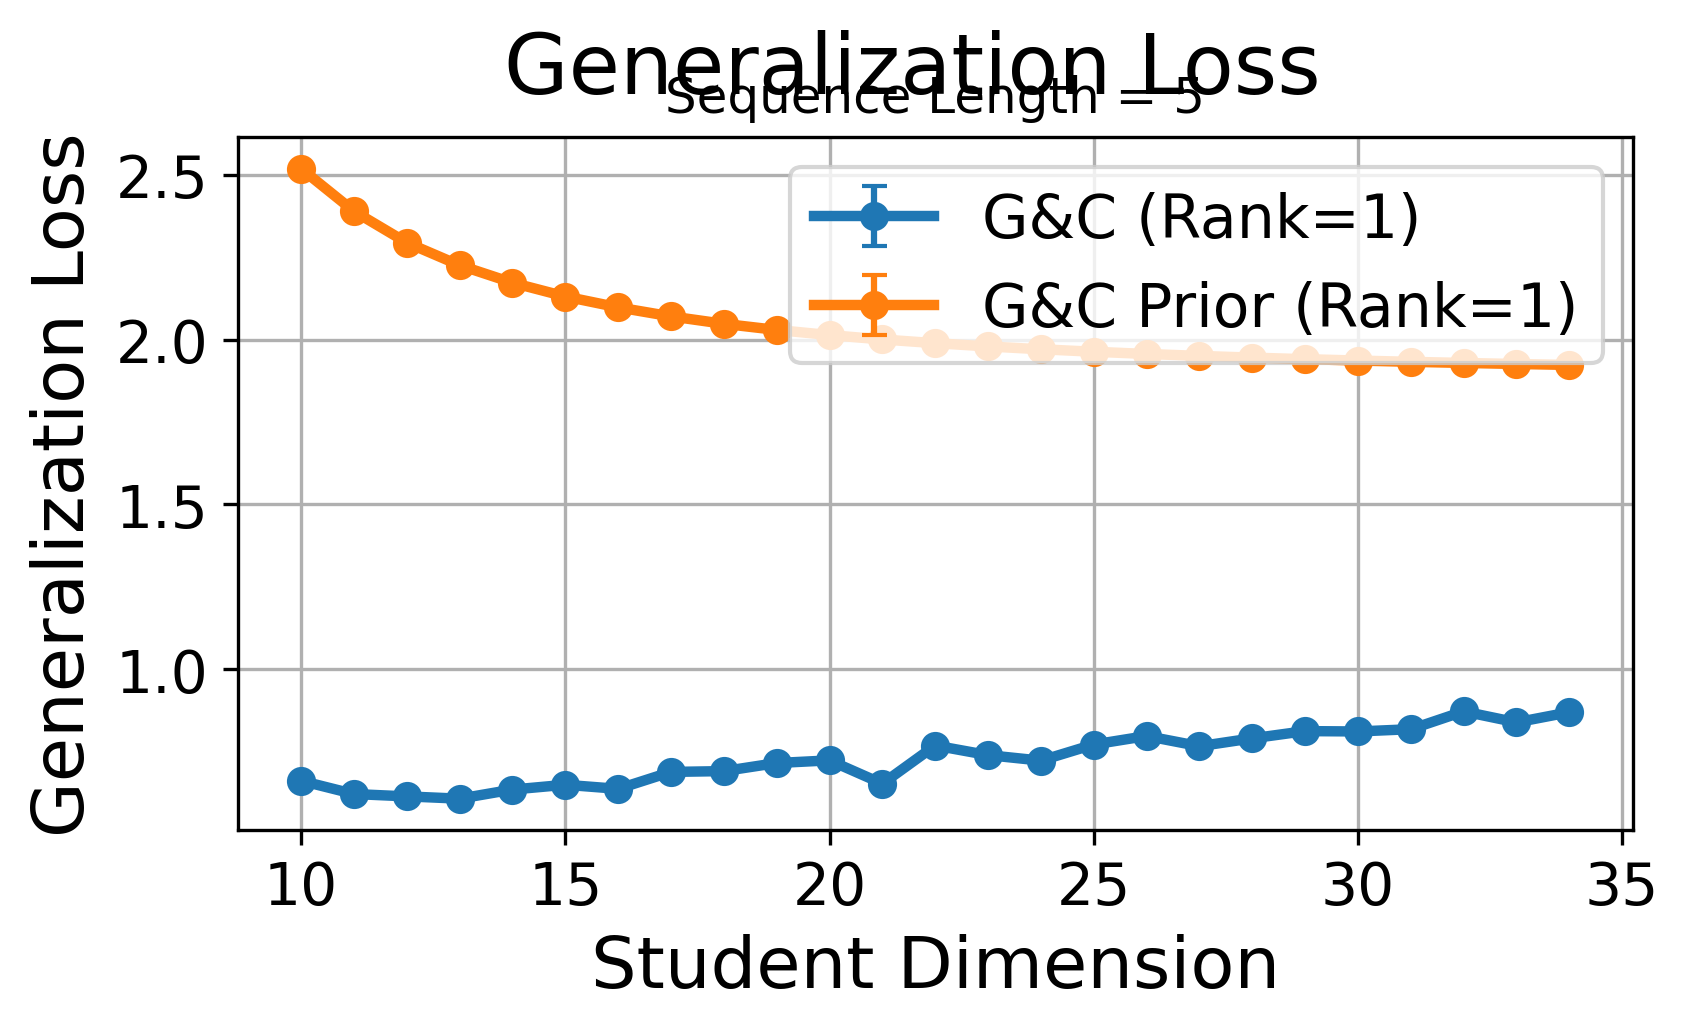 Generalization Loss
Sequence Length = 5
Generalization Loss
2.5
2.0
1.5
1.0
G&C (Rank=1)
G&C Prior (Rank=1)
10 15 20 25 30 35
Student Dimension